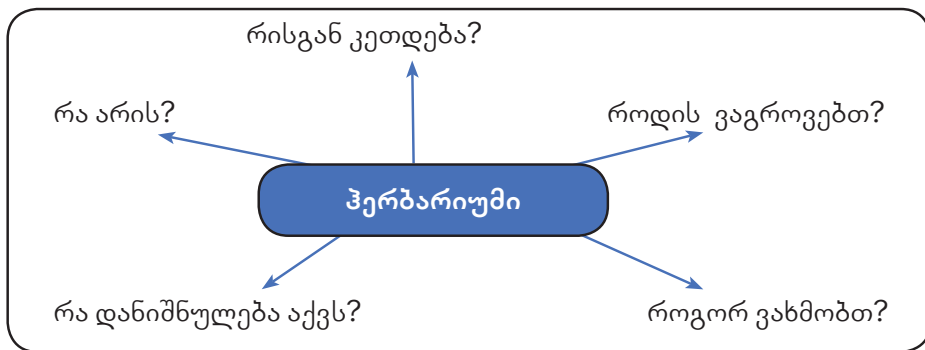 რისგან კეთდება?
რა არის?
როდის ვაგროვებთ?
ჰერბარიუმი
რა დანიშნულება აქვს?
როგორ ვახმობთ?